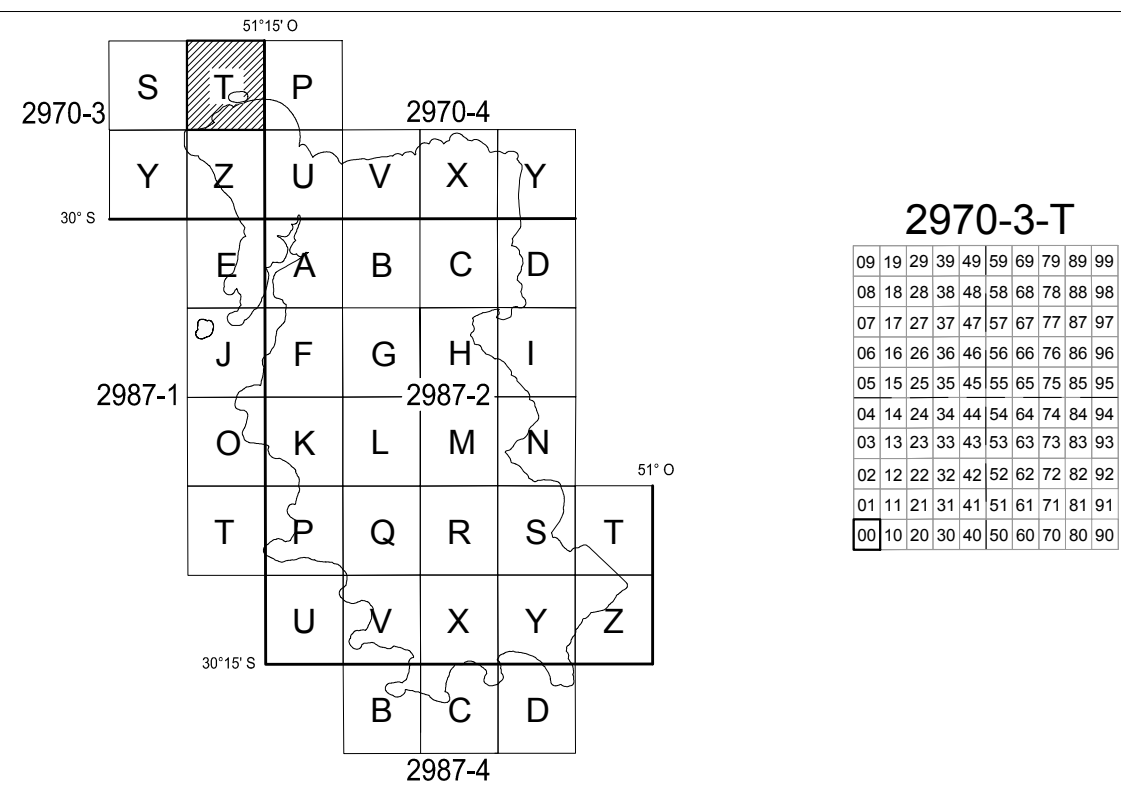 51°15' O
S T P
2970-3 2970-4
Y Z U V X Y
30° S
E A B C D
J F G H I
2987-1 2987-2
O K L M N
51° O
T P Q R S T
U V X Y Z
30°15' S
B C D
2987-4
2970-3-T
09 19 29 39 49 59 69 79 89 99
08 18 28 38 48 58 68 78 88 98
07 17 27 37 47 57 67 77 87 97
06 16 26 36 46 56 66 76 86 96
05 15 25 35 45 55 65 75 85 95
04 14 24 34 44 54 64 74 84 94
03 13 23 33 43 53 63 73 83 93
02 12 22 32 42 52 62 72 82 92
01 11 21 31 41 51 61 71 81 91
00 10 20 30 40 50 60 70 80 90